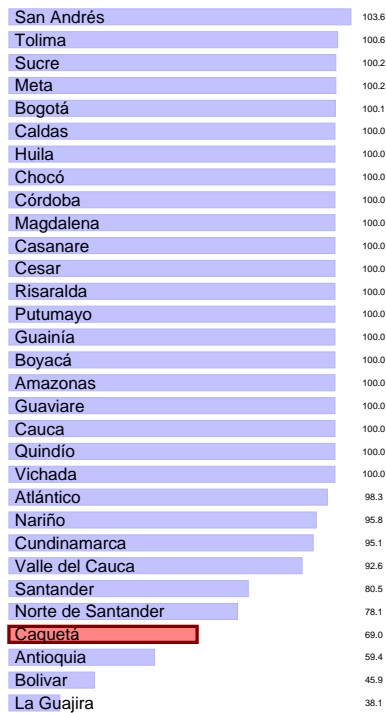 San Andrés 103.6
Tolima 100.6
Sucre 100.2
Meta 100.2
Bogotá 100.1
Caldas 100.0
Huila 100.0
Chocó 100.0
Córdoba 100.0
Magdalena 100.0
Casanare 100.0
Cesar 100.0
Risaralda 100.0
Putumayo 100.0
Guainía 100.0
Boyacá 100.0
Amazonas 100.0
Guaviare 100.0
Cauca 100.0
Quindío 100.0
Vichada 100.0
Atlántico 98.3
Nariño 95.8
Cundinamarca 95.1
Valle del Cauca 92.6
Santander 80.5
Norte de Santander 78.1
Caquetá 69.0
Antioquia 59.4
Bolivar 45.9
La Guajira 38.1